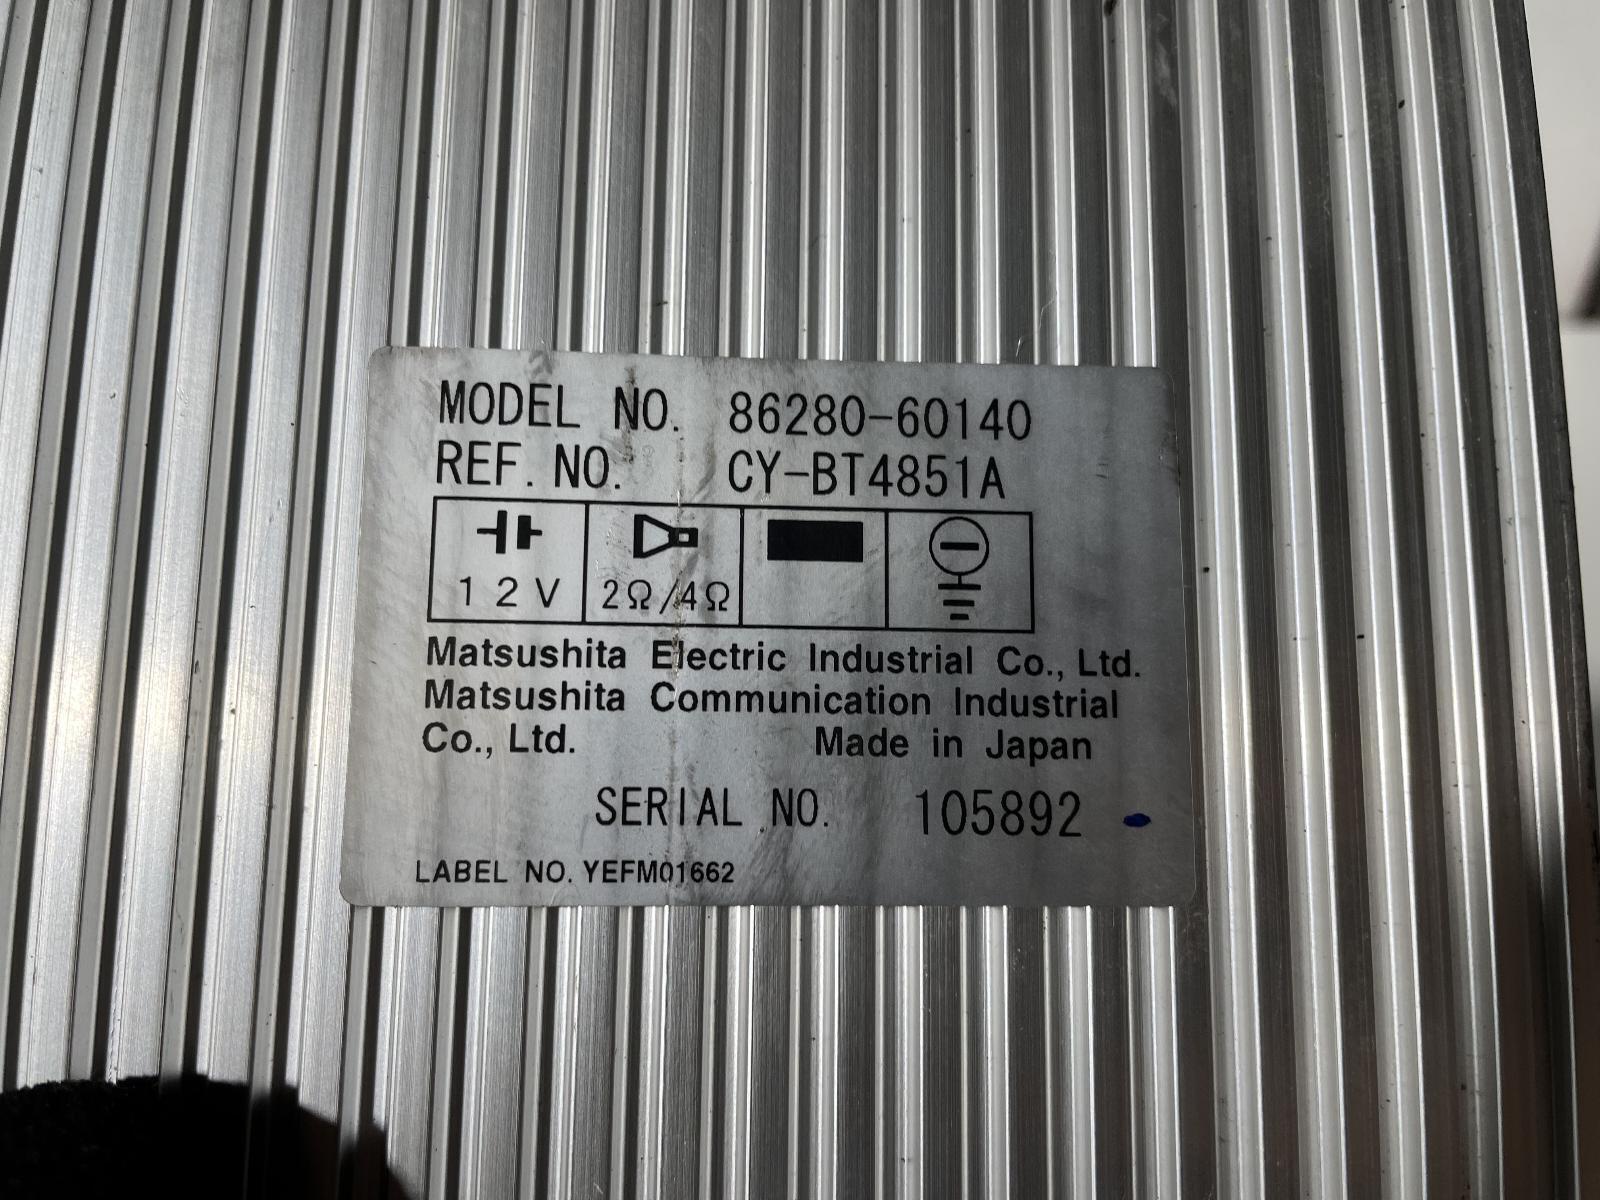 MODEL NO. 86280-60140
REF. NO. CY-BT4851A
12V 2Ω/4Ω
Matsushita Electric Industrial Co., Ltd.
Matsushita Communication Industrial
Co., Ltd. Made in Japan
SERIAL NO. 105892
LABEL NO. YEFM01662